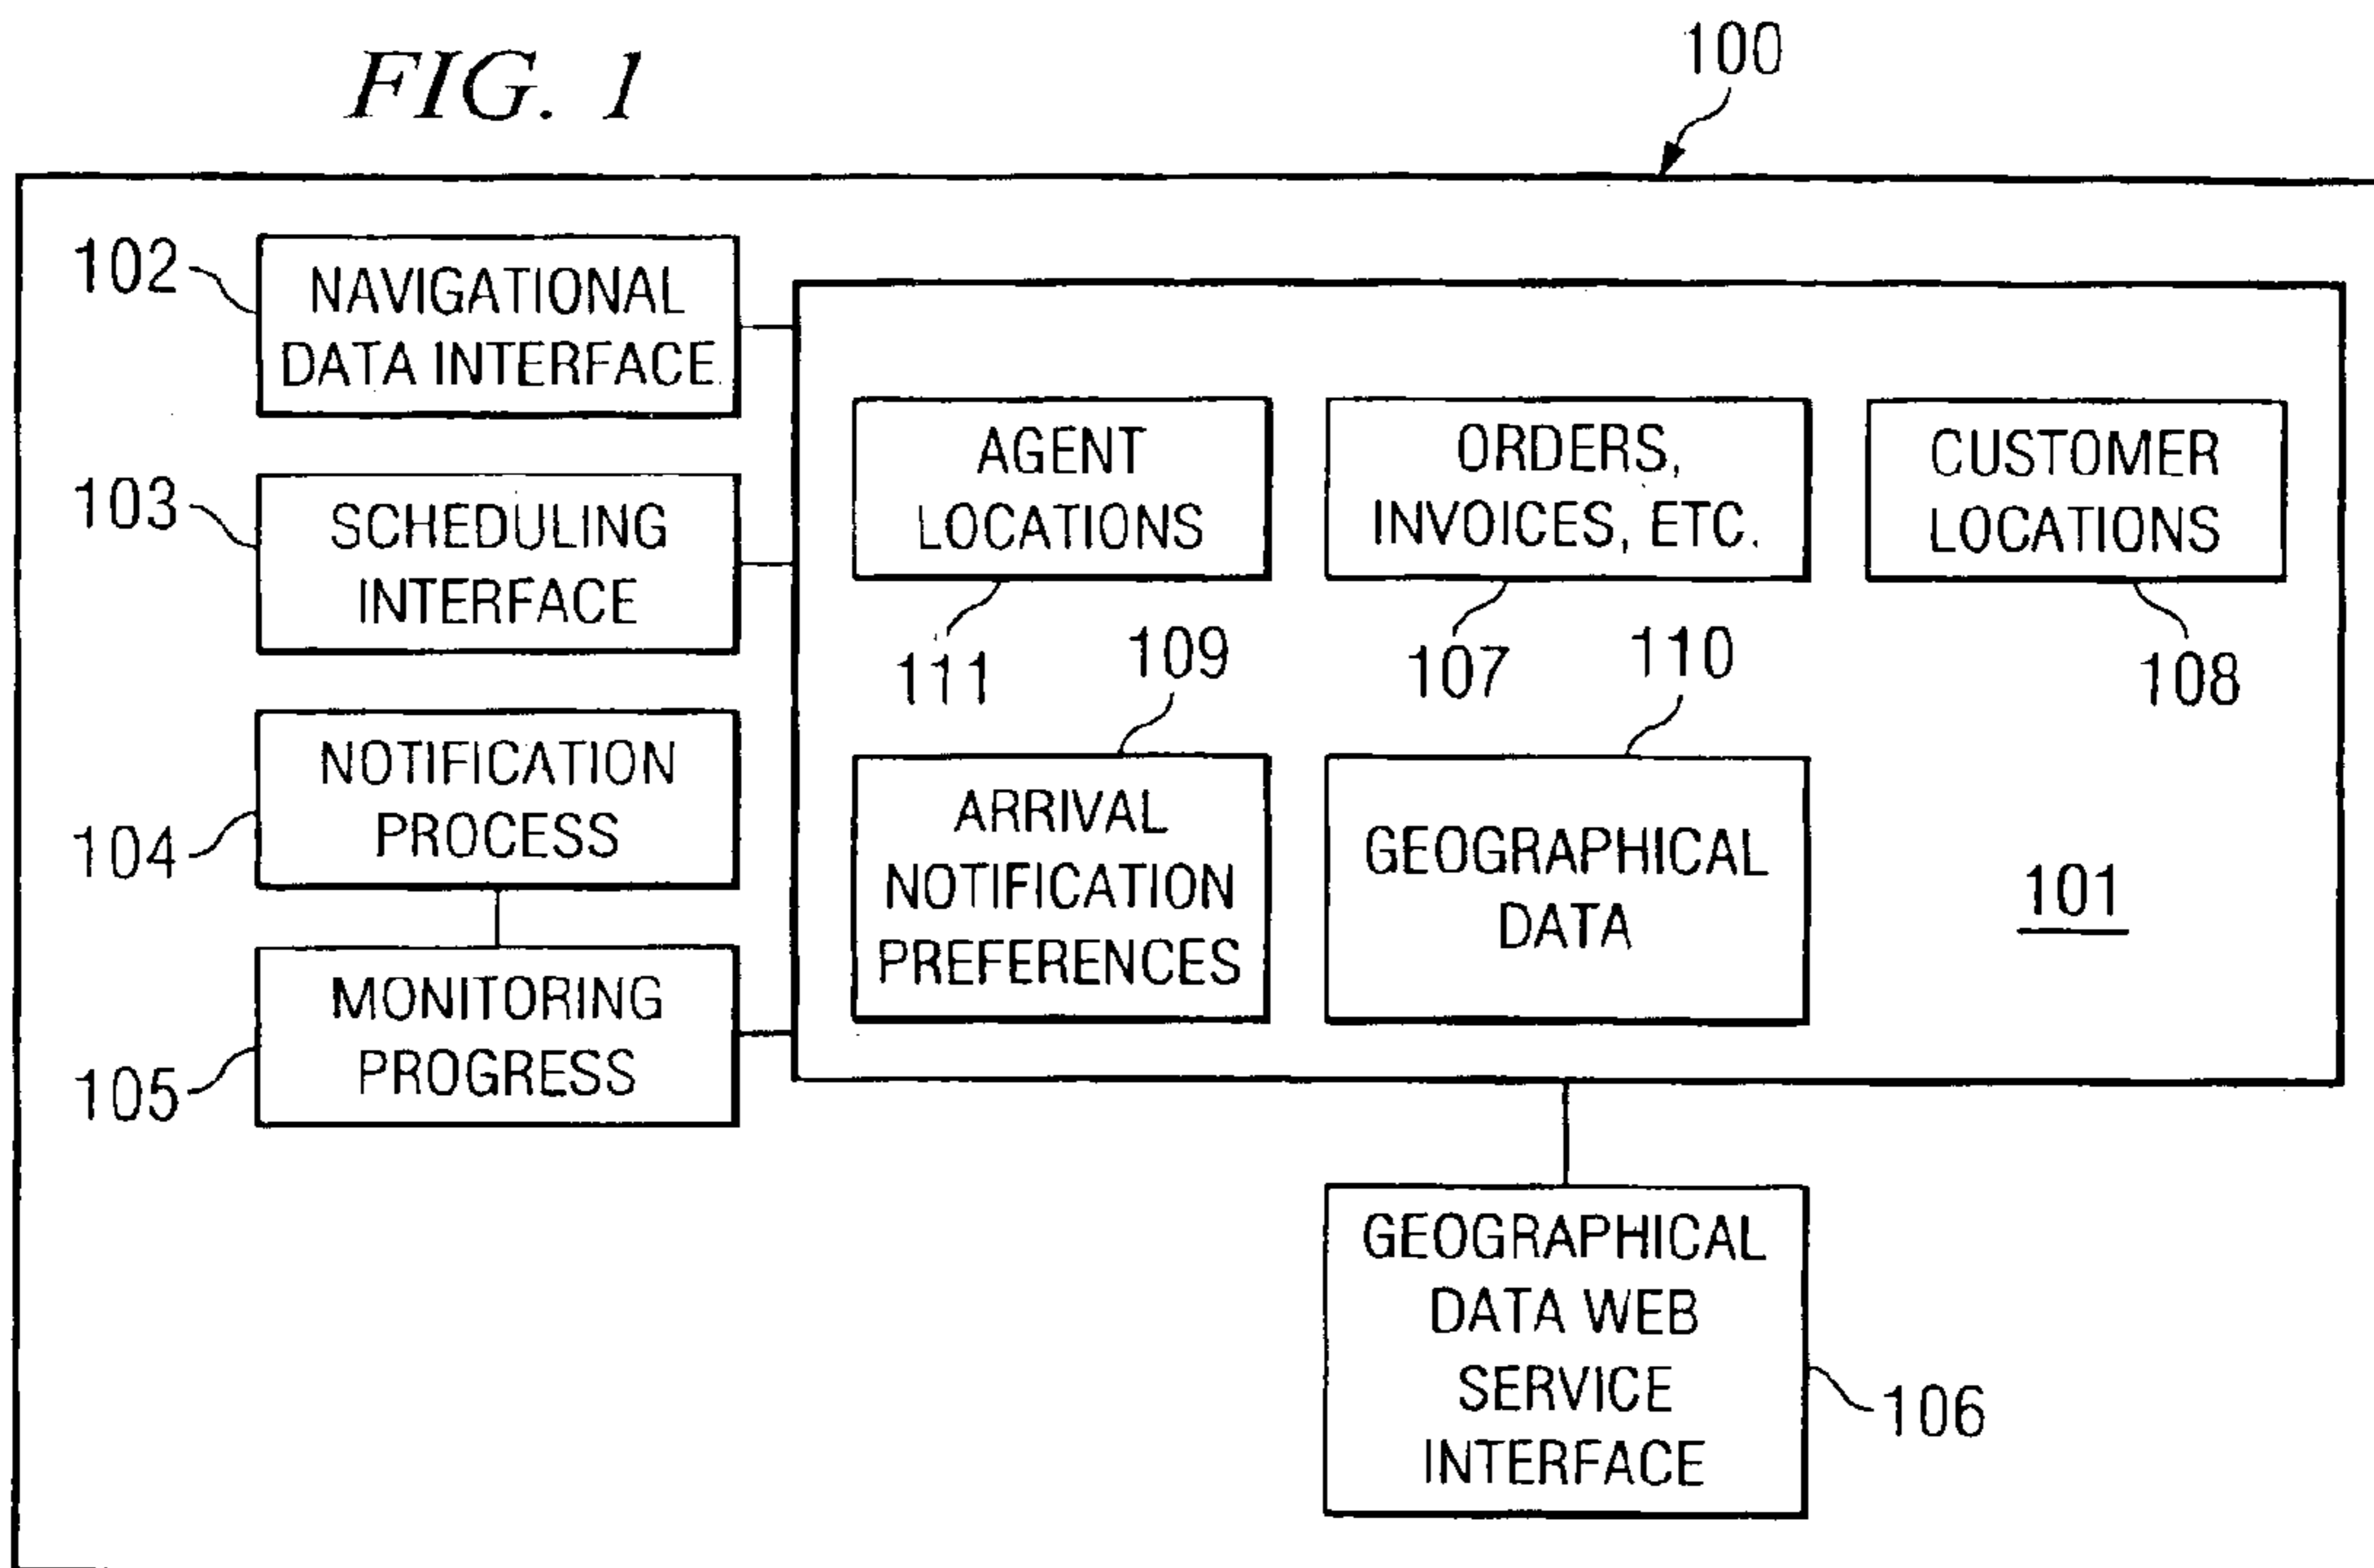 FIG. 1
100
102
NAVIGATIONAL
DATA INTERFACE
103
SCHEDULING
INTERFACE
104
NOTIFICATION
PROCESS
105
MONITORING
PROGRESS
AGENT
LOCATIONS
111
ORDERS,
INVOICES, ETC.
107
CUSTOMER
LOCATIONS
108
109
ARRIVAL
NOTIFICATION
PREFERENCES
110
GEOGRAPHICAL
DATA
101
GEOGRAPHICAL
DATA WEB
SERVICE
INTERFACE
106